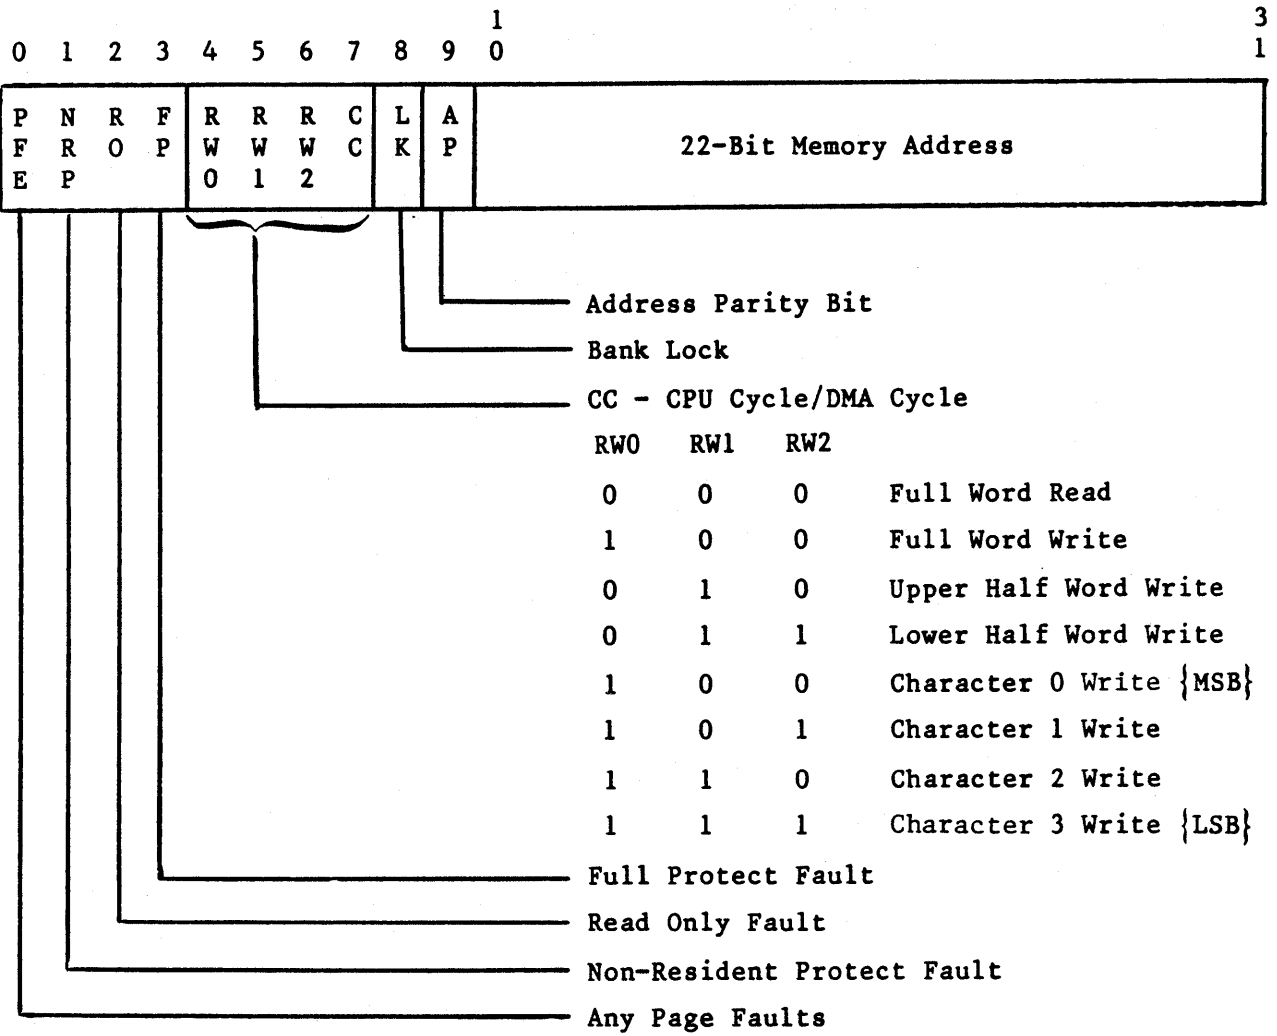 1 3
0 1 2 3 4 5 6 7 8 9 0 1
P N R F R R R C L A
F R O P W W W C K P 22-Bit Memory Address
E P 0 1 2
Address Parity Bit
Bank Lock
CC - CPU Cycle/DMA Cycle
RW0 RW1 RW2
0 0 0 Full Word Read
1 0 0 Full Word Write
0 1 0 Upper Half Word Write
0 1 1 Lower Half Word Write
1 0 0 Character 0 Write {MSB}
1 0 1 Character 1 Write
1 1 0 Character 2 Write
1 1 1 Character 3 Write {LSB}
Full Protect Fault
Read Only Fault
Non-Resident Protect Fault
Any Page Faults